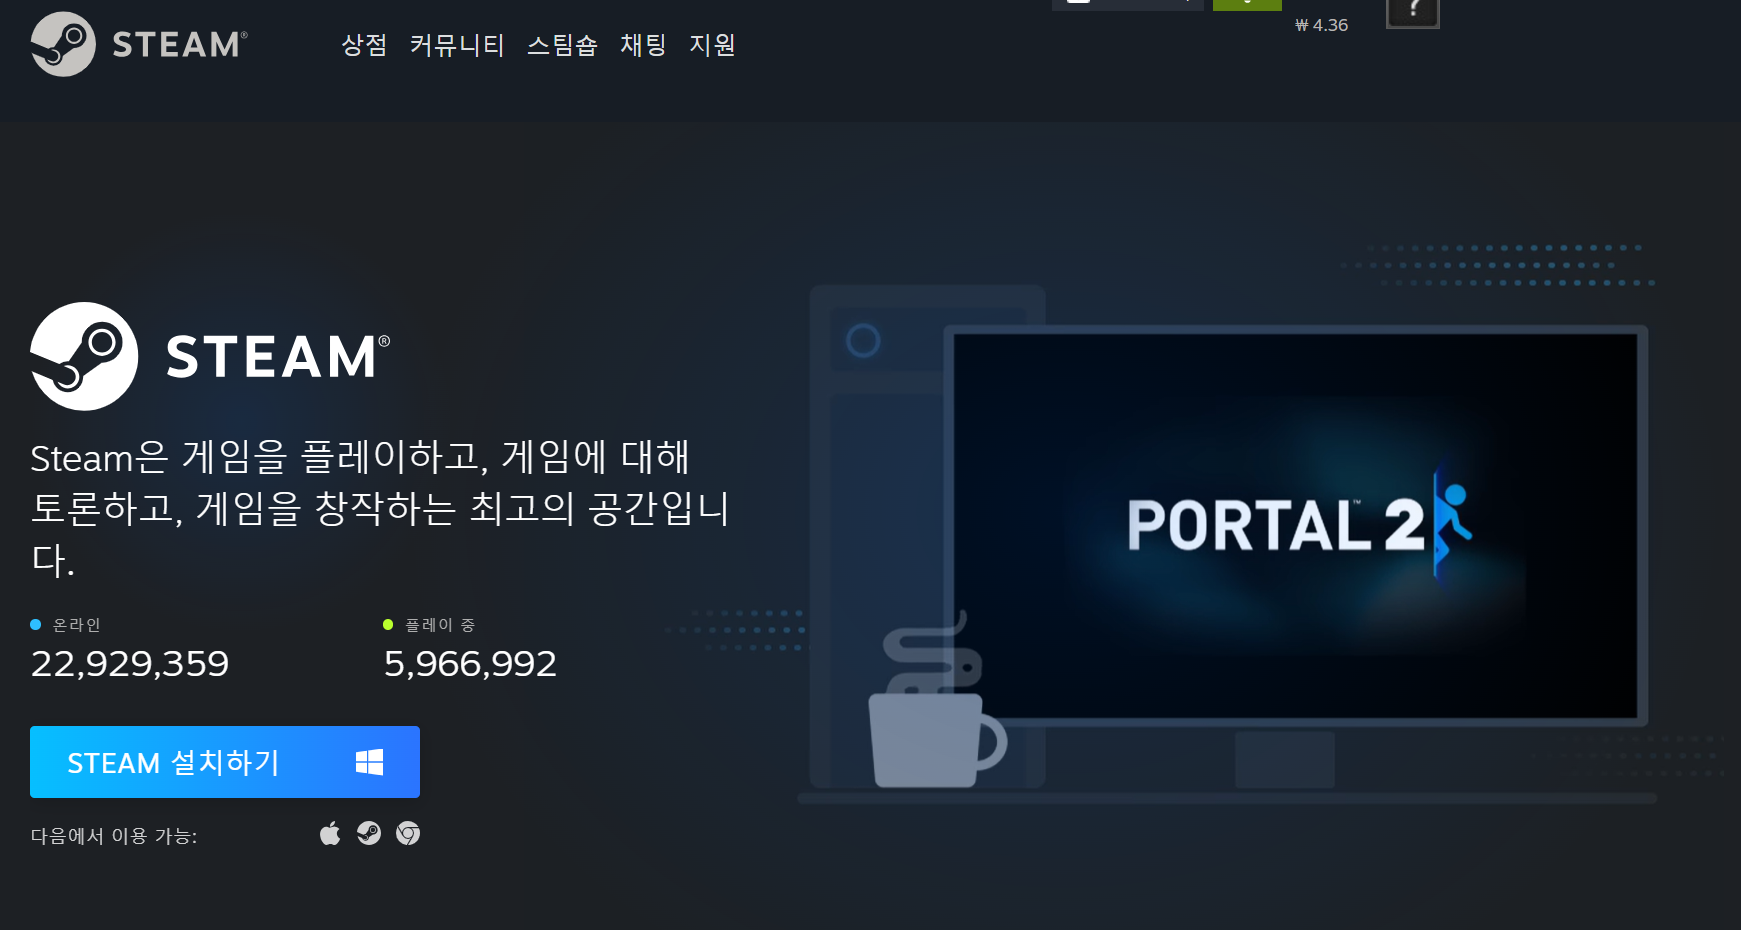 STEAM®
상점 커뮤니티 스팀숍 채팅 지원
₩ 4.36
?
STEAM®
Steam은 게임을 플레이하고, 게임에 대해
토론하고, 게임을 창작하는 최고의 공간입니
다.
온라인
22,929,359
플레이 중
5,966,992
STEAM 설치하기
다음에서 이용 가능:
PORTAL™ 2